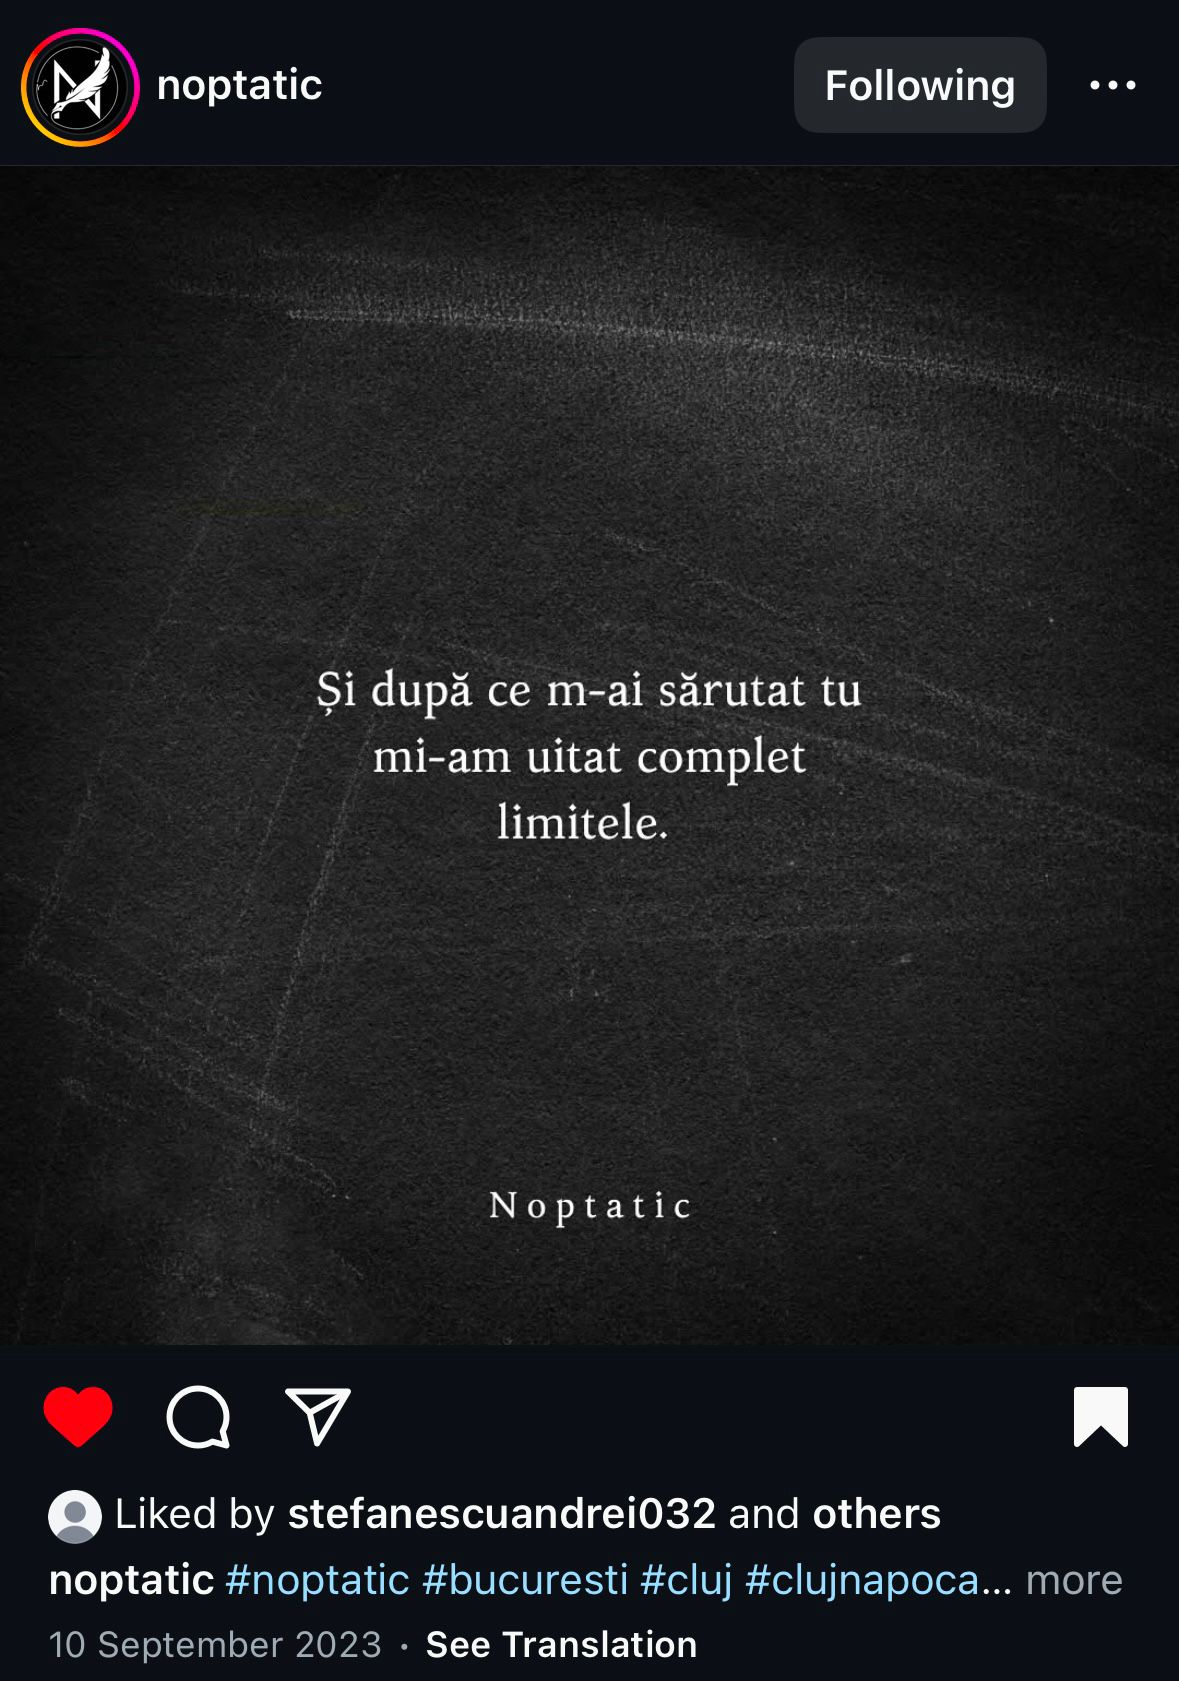 noptatic
Following
Și după ce m-ai sărutat tu
mi-am uitat complet
limitele.
Noptatic
Liked by stefanescuandrei032 and others
noptatic #noptatic #bucuresti #cluj #clujnapoca... more
10 September 2023 · See Translation